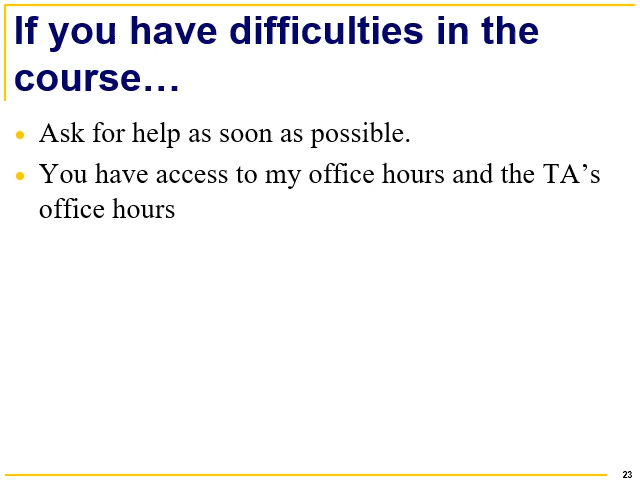 If you have difficulties in the
course…
• Ask for help as soon as possible.
• You have access to my office hours and the TA’s
office hours
23